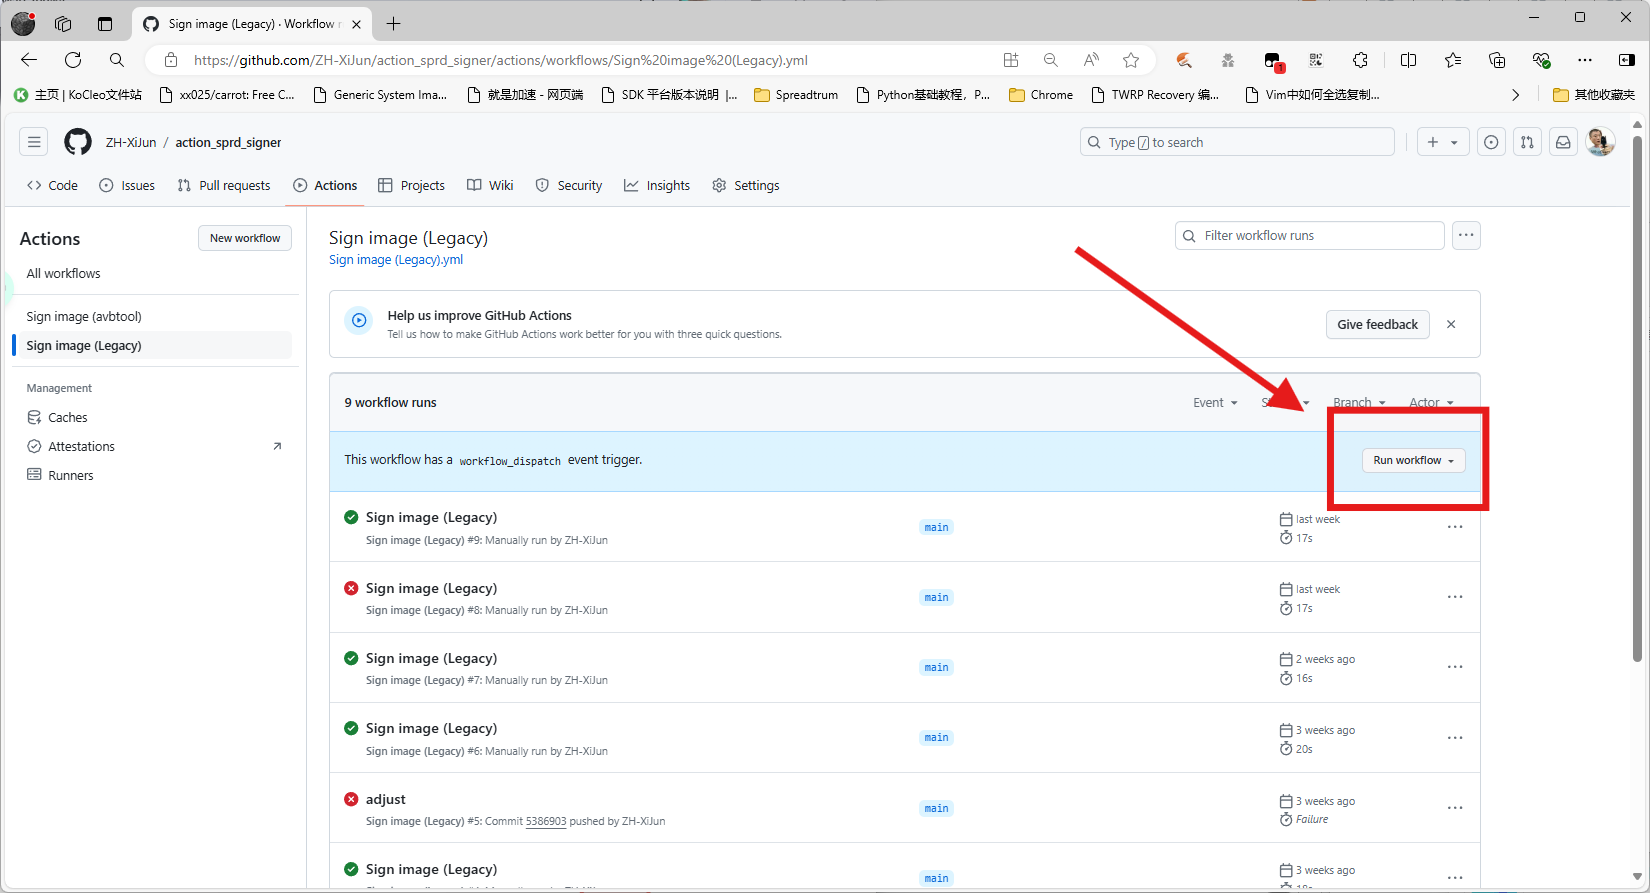 Sign image (Legacy) · Workflow r
https://github.com/ZH-XiJun/action_sprd_signer/actions/workflows/Sign%20image%20(Legacy).yml
1
主页 | KoCleo文件站
xx025/carrot: Free C...
Generic System Ima...
就是加速 - 网页端
SDK 平台版本说明 |...
Spreadtrum
Python基础教程，P...
Chrome
TWRP Recovery 编...
Vim中如何全选复制...
其他收藏夹
ZH-XiJun / action_sprd_signer
Type / to search
Code
Issues
Pull requests
Actions
Projects
Wiki
Security
Insights
Settings
Actions
New workflow
All workflows
Sign image (avbtool)
Sign image (Legacy)
Management
Caches
Attestations
Runners
Sign image (Legacy)
Sign image (Legacy).yml
Filter workflow runs
Help us improve GitHub Actions
Tell us how to make GitHub Actions work better for you with three quick questions.
Give feedback
9 workflow runs
Event
Branch
Actor
This workflow has a workflow_dispatch event trigger.
Run workflow
Sign image (Legacy)
Sign image (Legacy) #9: Manually run by ZH-XiJun
main
last week
17s
Sign image (Legacy)
Sign image (Legacy) #8: Manually run by ZH-XiJun
main
last week
17s
Sign image (Legacy)
Sign image (Legacy) #7: Manually run by ZH-XiJun
main
2 weeks ago
16s
Sign image (Legacy)
Sign image (Legacy) #6: Manually run by ZH-XiJun
main
3 weeks ago
20s
adjust
Sign image (Legacy) #5: Commit 5386903 pushed by ZH-XiJun
main
3 weeks ago
Failure
Sign image (Legacy)
main
3 weeks ago